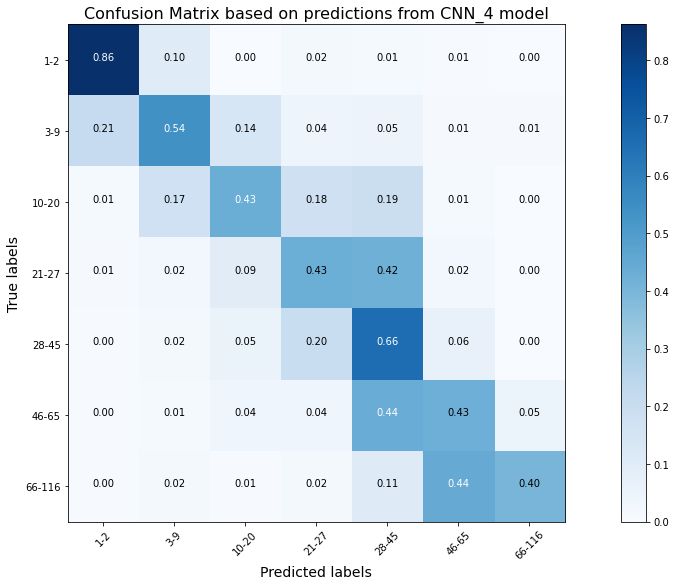 Confusion Matrix based on predictions from CNN_4 model
1-2 0.86 0.10 0.00 0.02 0.01 0.01 0.00
3-9 0.21 0.54 0.14 0.04 0.05 0.01 0.01
10-20 0.01 0.17 0.43 0.18 0.19 0.01 0.00
21-27 0.01 0.02 0.09 0.43 0.42 0.02 0.00
28-45 0.00 0.02 0.05 0.20 0.66 0.06 0.00
46-65 0.00 0.01 0.04 0.04 0.44 0.43 0.05
66-116 0.00 0.02 0.01 0.02 0.11 0.44 0.40
1-2 3-9 10-20 21-27 28-45 46-65 66-116
Predicted labels
True labels
0.8
0.7
0.6
0.5
0.4
0.3
0.2
0.1
0.0